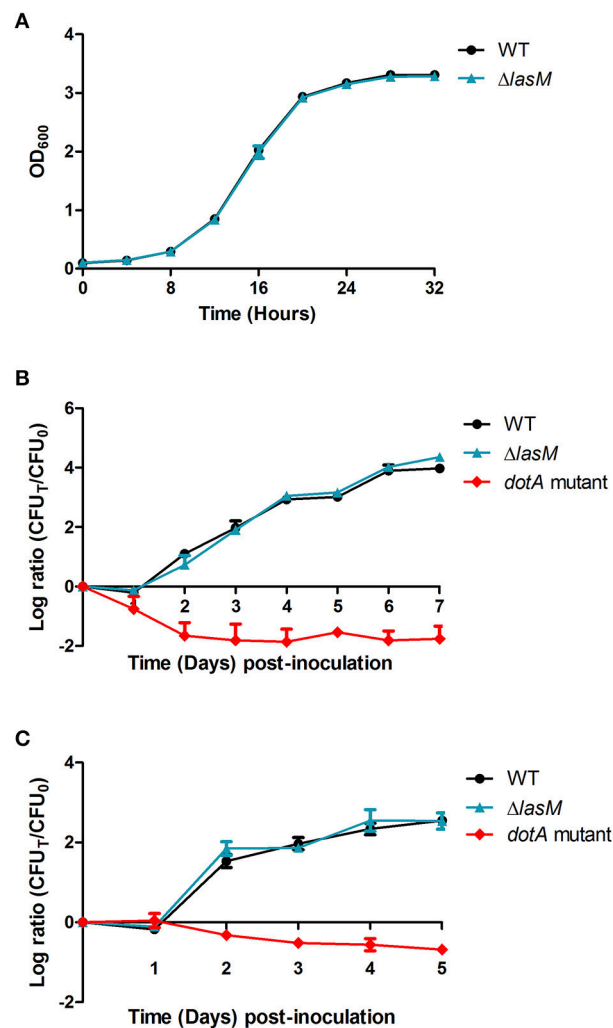 A
WT
ΔlasM
OD600
4
3
2
1
0
0 8 16 24 32
Time (Hours)
B
WT
ΔlasM
dotA mutant
Log ratio (CFUT/CFU0)
6
4
2
0
-2
2 3 4 5 6 7
Time (Days) post-inoculation
C
WT
ΔlasM
dotA mutant
Log ratio (CFUT/CFU0)
4
2
0
-2
1 2 3 4 5
Time (Days) post-inoculation